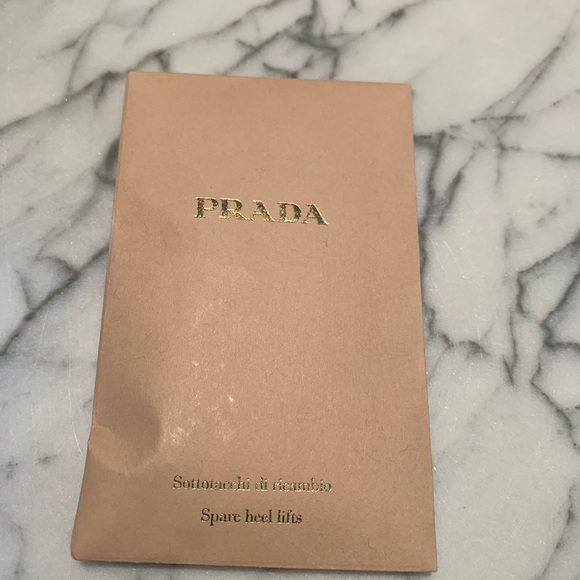 PRADA
Sottotacchi di ricambio
Spare heel lifts